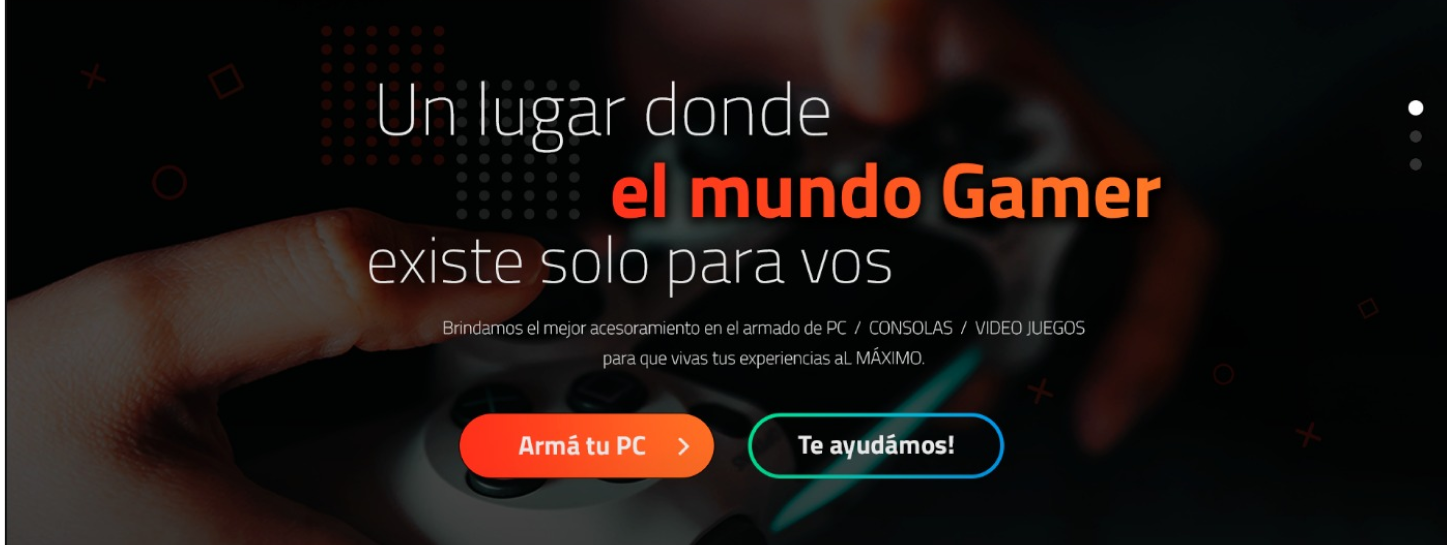 Un lugar donde
el mundo Gamer
existe solo para vos
Brindamos el mejor acesoramiento en el armado de PC / CONSOLAS / VIDEO JUEGOS
para que vivas tus experiencias aL MÁXIMO.
Armá tu PC
Te ayudámos!